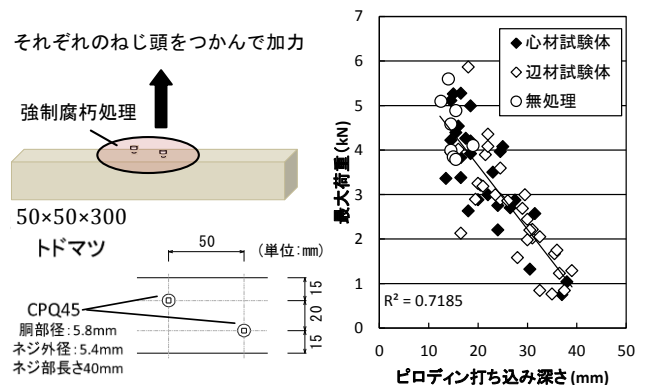 それぞれのねじ頭をつかんで加力
強制腐朽処理
50×50×300
トドマツ
50
(単位:mm)
15
20
15
CPQ45
胴部径:5.8mm
ネジ外径:5.4mm
ネジ部長さ40mm
最大荷重(kN)
7
6
5
4
3
2
1
0
心材試験体
辺材試験体
無処理
R² = 0.7185
0 10 20 30 40 50
ピロディン打ち込み深さ(mm)